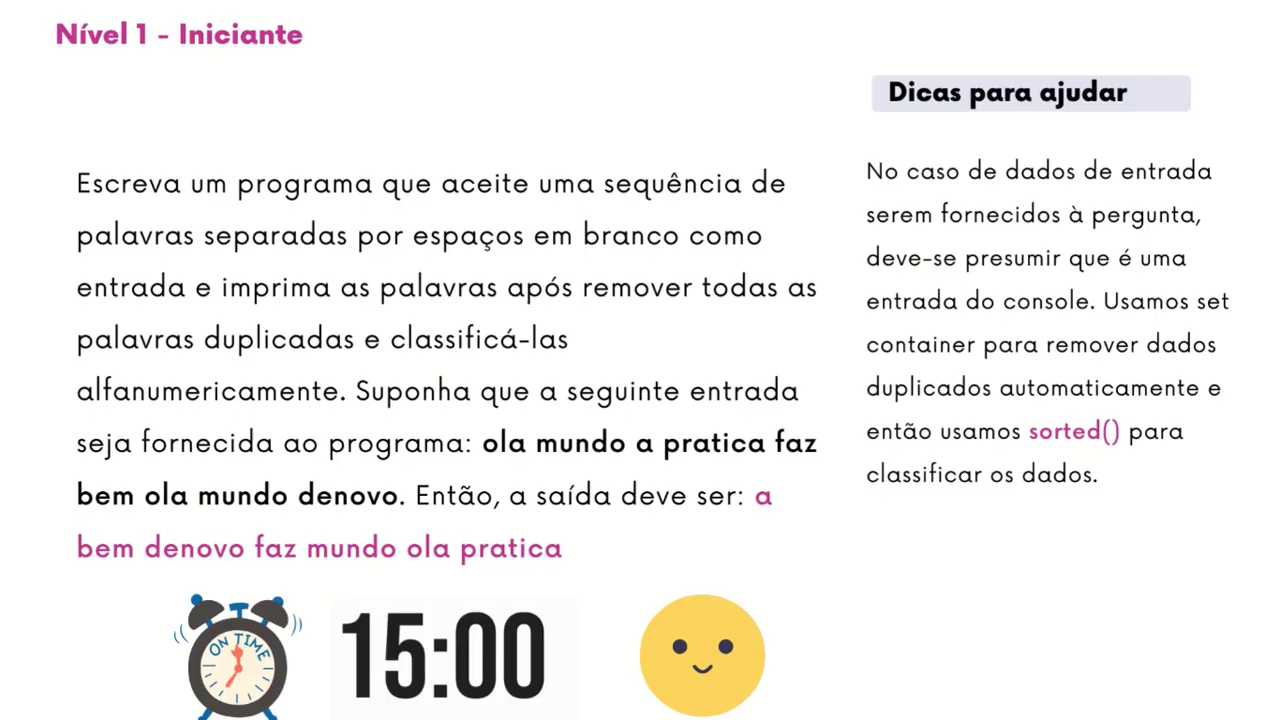 Nível 1 - Iniciante
Dicas para ajudar
Escreva um programa que aceite uma sequência de
palavras separadas por espaços em branco como
entrada e imprima as palavras após remover todas as
palavras duplicadas e classificá-las
alfanumericamente. Suponha que a seguinte entrada
seja fornecida ao programa: ola mundo a pratica faz
bem ola mundo denovo. Então, a saída deve ser: a
bem denovo faz mundo ola pratica
No caso de dados de entrada
serem fornecidos à pergunta,
deve-se presumir que é uma
entrada do console. Usamos set
container para remover dados
duplicados automaticamente e
então usamos sorted() para
classificar os dados.
ON TIME
15:00